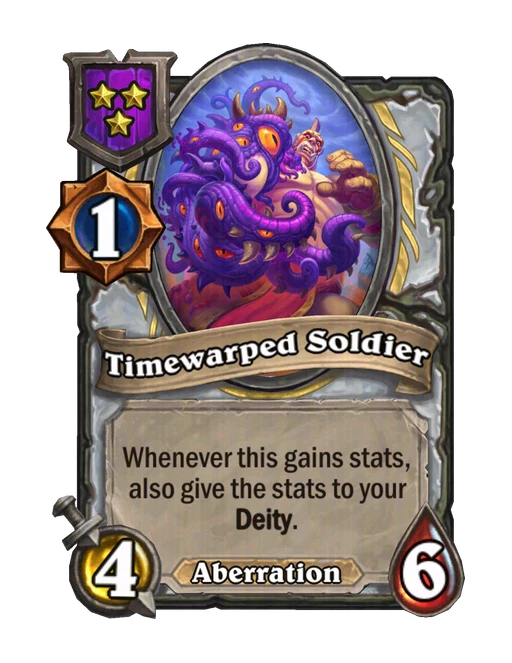 1
Timewarped Soldier
Whenever this gains stats,
also give the stats to your
Deity.
4
Aberration
6